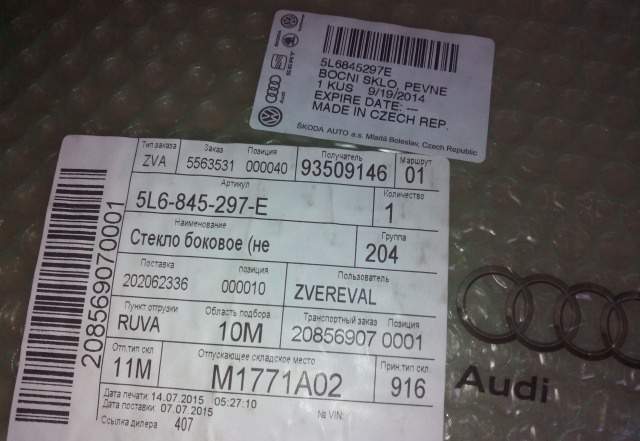 5L6845297E
BOCNI SKLO, PEVNE
1 KUS 9/19/2014
EXPIRE DATE: ---
MADE IN CZECH REP.
ŠKODA AUTO a.s. Mladá Boleslav, Czech Republic
Тип заказа Заказ Позиция Получатель Маршрут
ZVA 5563531 000040 93509146 01
Артикул Количество
5L6-845-297-E 1
Наименование Группа
Стекло боковое (не 204
Поставка позиция Пользователь
202062336 000010 ZVEREVAL
Пункт отгрузки Область подбора Транспортный заказ Позиция
RUVA 10M 20856907 0001
Отп.тип скл Отпускающее складское место Прин.тип скл.
11M M1771A02 916
Дата печати: 14.07.2015 05:27:10
Дата поставки: 07.07.2015 № VIN:
Ссылка дилера 407
208569070001
Audi